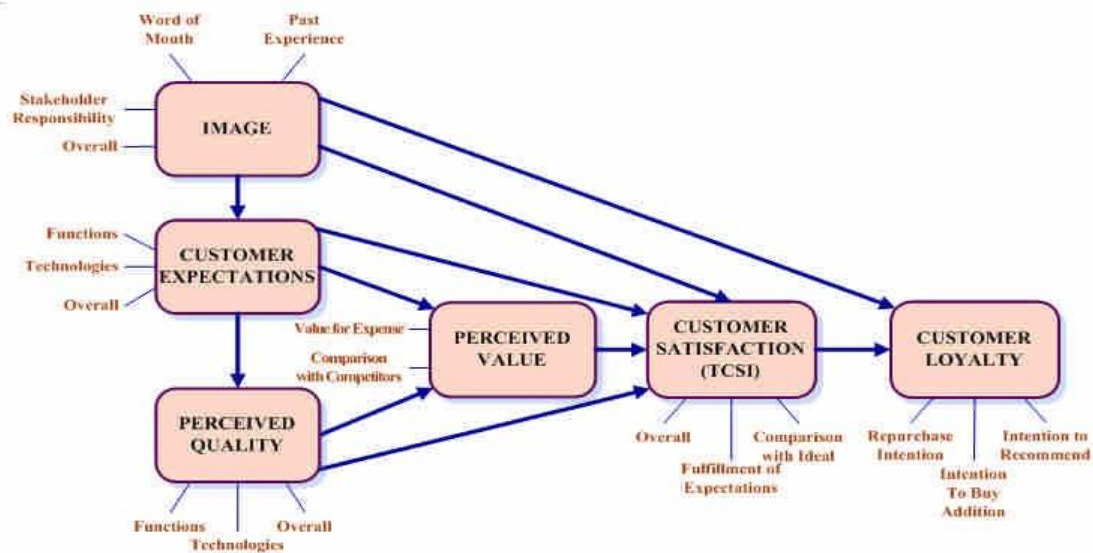 Word of
Mouth
Past
Experience
Stakeholder
Responsibility
Overall
IMAGE
Functions
Technologies
Overall
CUSTOMER
EXPECTATIONS
Value for Expense
Comparison
with Competitors
PERCEIVED
VALUE
CUSTOMER
SATISFACTION
(TCSI)
CUSTOMER
LOYALTY
PERCEIVED
QUALITY
Functions
Technologies
Overall
Overall
Fulfillment of
Expectations
Comparison
with Ideal
Repurchase
Intention
Intention
To Buy
Addition
Intention to
Recommend